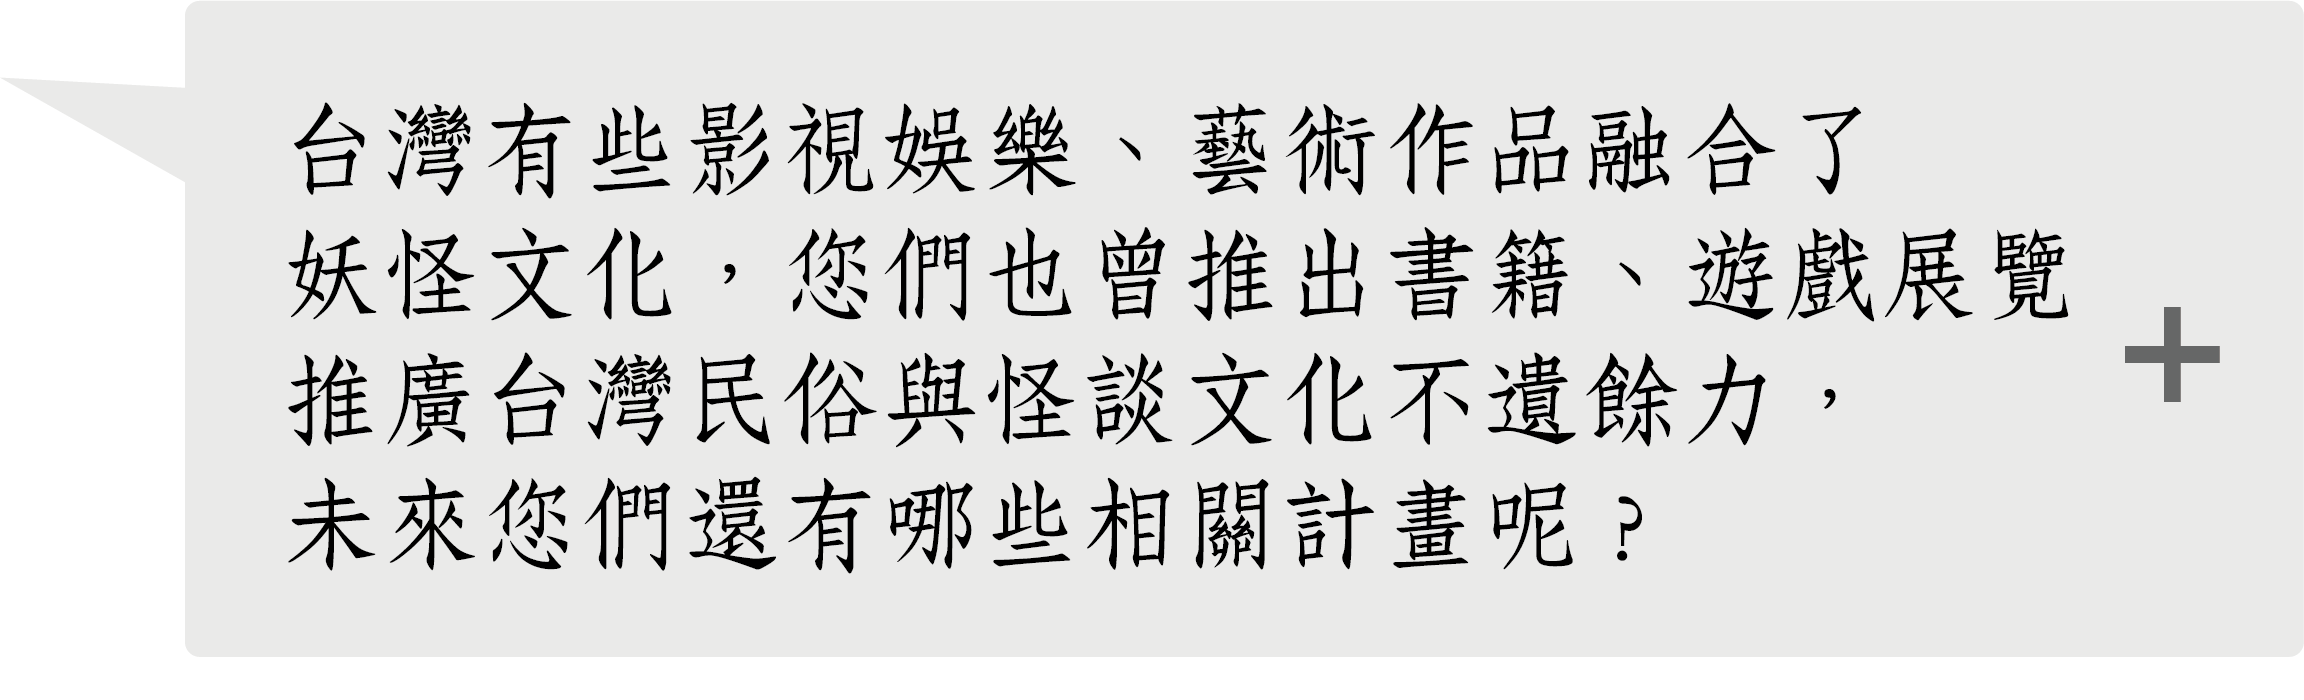 台灣有些影視娛樂、藝術作品融合了
妖怪文化，您們也曾推出書籍、遊戲展覽
推廣台灣民俗與怪談文化不遺餘力，
未來您們還有哪些相關計畫呢？
+